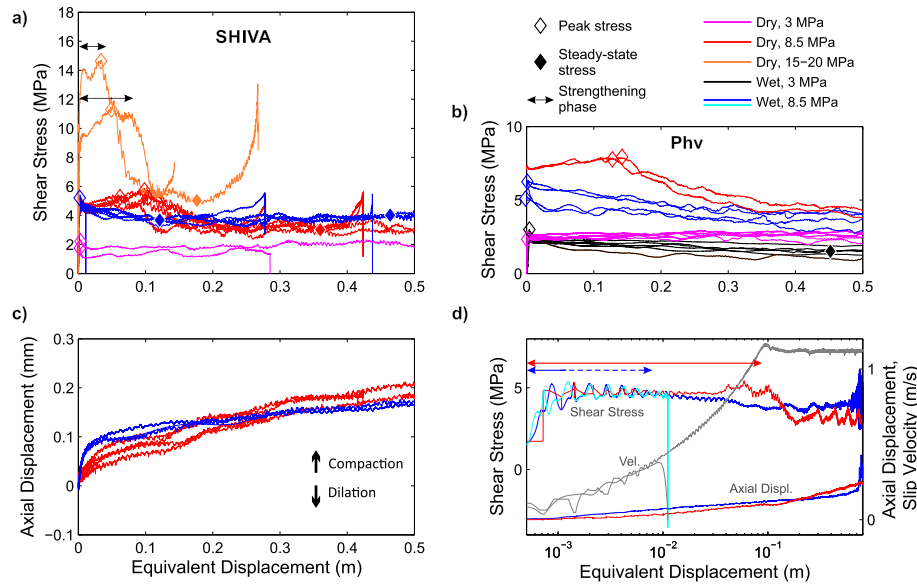 a)
SHIVA
18
16
14
12
10
8
6
4
2
0
Shear Stress (MPa)
0
0.1
0.2
0.3
0.4
0.5
Peak stress
Steady-state
stress
Strengthening
phase
Dry, 3 MPa
Dry, 8.5 MPa
Dry, 15−20 MPa
Wet, 3 MPa
Wet, 8.5 MPa
b)
Phv
10
5
0
Shear Stress (MPa)
0
0.1
0.2
0.3
0.4
0.5
c)
0.3
0.2
0.1
0
−0.1
Axial Displacement (mm)
Compaction
Dilation
0
0.1
0.2
0.3
0.4
0.5
Equivalent Displacement (m)
d)
10
5
0
Shear Stress (MPa)
Shear Stress
Vel.
Axial Displ.
1
0
Axial Displacement,
Slip Velocity (m/s)
10−3
10−2
10−1
Equivalent Displacement (m)